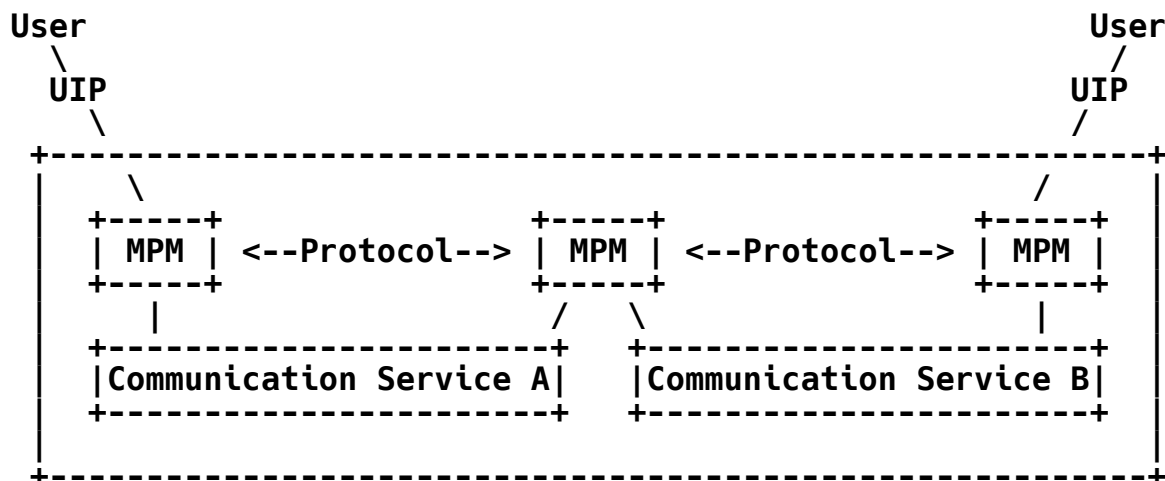 User User
UIP UIP
MPM <--Protocol--> MPM <--Protocol--> MPM
Communication Service A Communication Service B